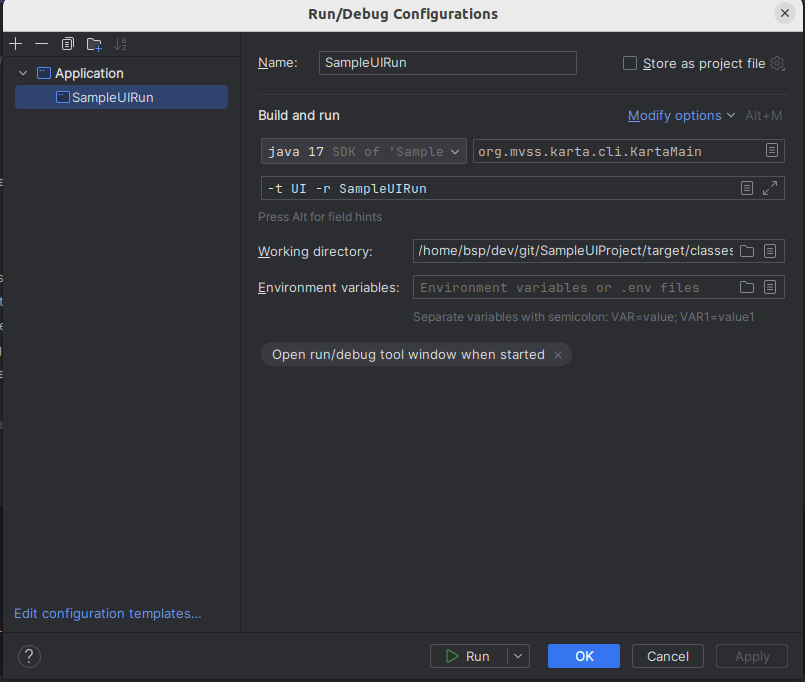 Run/Debug Configurations
Application
SampleUIRun
Edit configuration templates...
Name: SampleUIRun Store as project file
Build and run Modify options Alt+M
java 17 SDK of 'Sample org.mvss.karta.cli.KartaMain
-t UI -r SampleUIRun
Press Alt for field hints
Working directory: /home/bsp/dev/git/SampleUIProject/target/classes
Environment variables: Environment variables or .env files
Separate variables with semicolon: VAR=value; VAR1=value1
Open run/debug tool window when started
? Run OK Cancel Apply